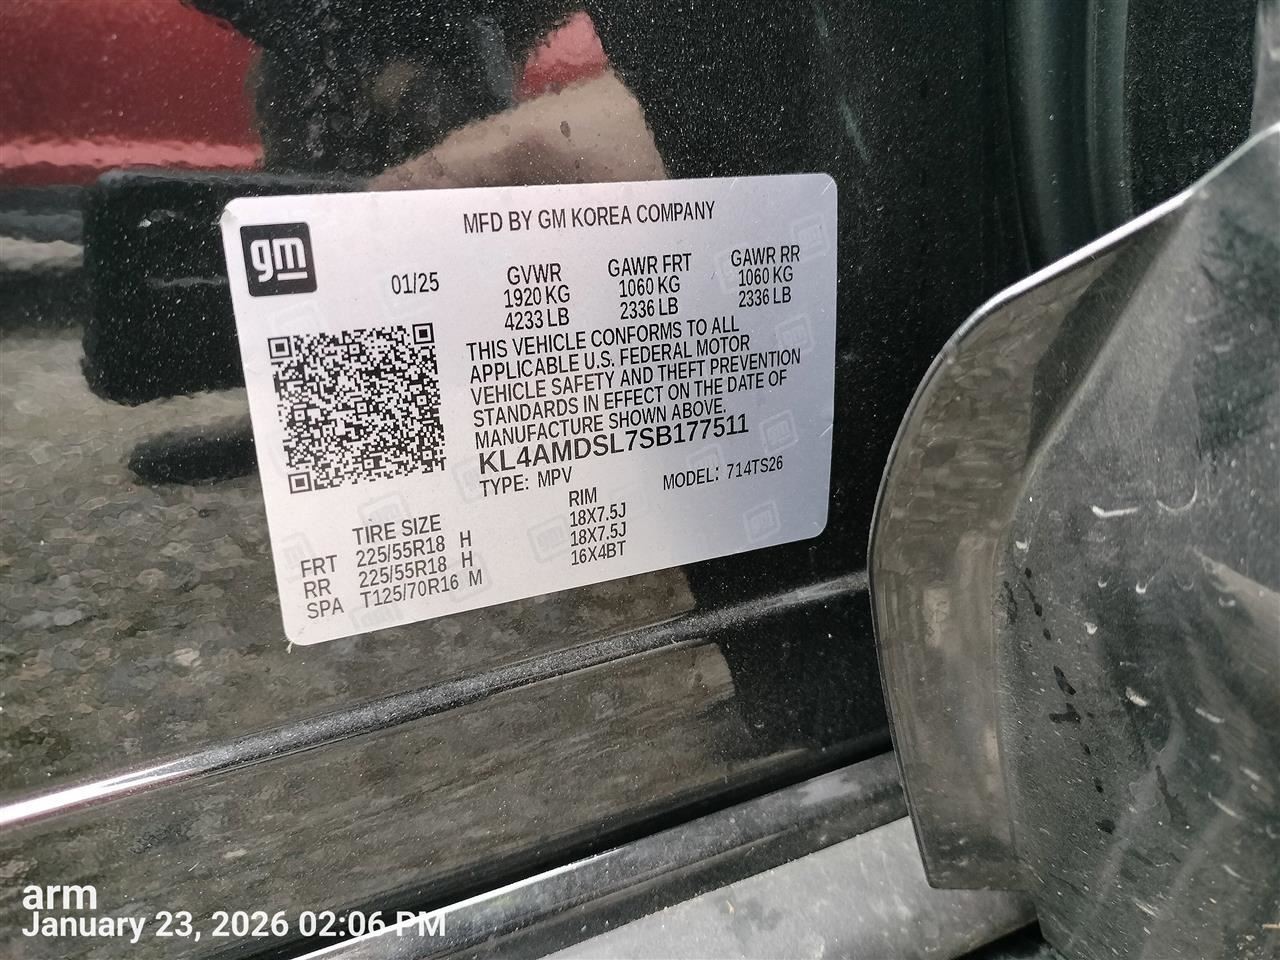 gm
MFD BY GM KOREA COMPANY
01/25
GVWR GAWR FRT GAWR RR
1920 KG 1060 KG 1060 KG
4233 LB 2336 LB 2336 LB
THIS VEHICLE CONFORMS TO ALL
APPLICABLE U.S. FEDERAL MOTOR
VEHICLE SAFETY AND THEFT PREVENTION
STANDARDS IN EFFECT ON THE DATE OF
MANUFACTURE SHOWN ABOVE.
KL4AMDSL7SB177511
TYPE: MPV MODEL: 714TS26
TIRE SIZE RIM
FRT 225/55R18 H 18X7.5J
RR 225/55R18 H 18X7.5J
SPA T125/70R16 M 16X4BT
arm
January 23, 2026 02:06 PM